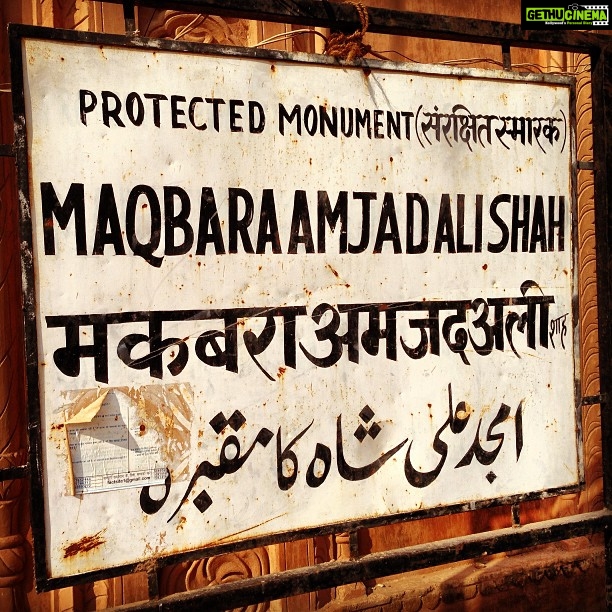 GETHUCINEMA
PROTECTED MONUMENT (संरक्षित स्मारक)
MAQBARA AMJAD ALI SHAH
मकबरा अमजद अली शाह
امجد علی شاہ کا مقبرہ